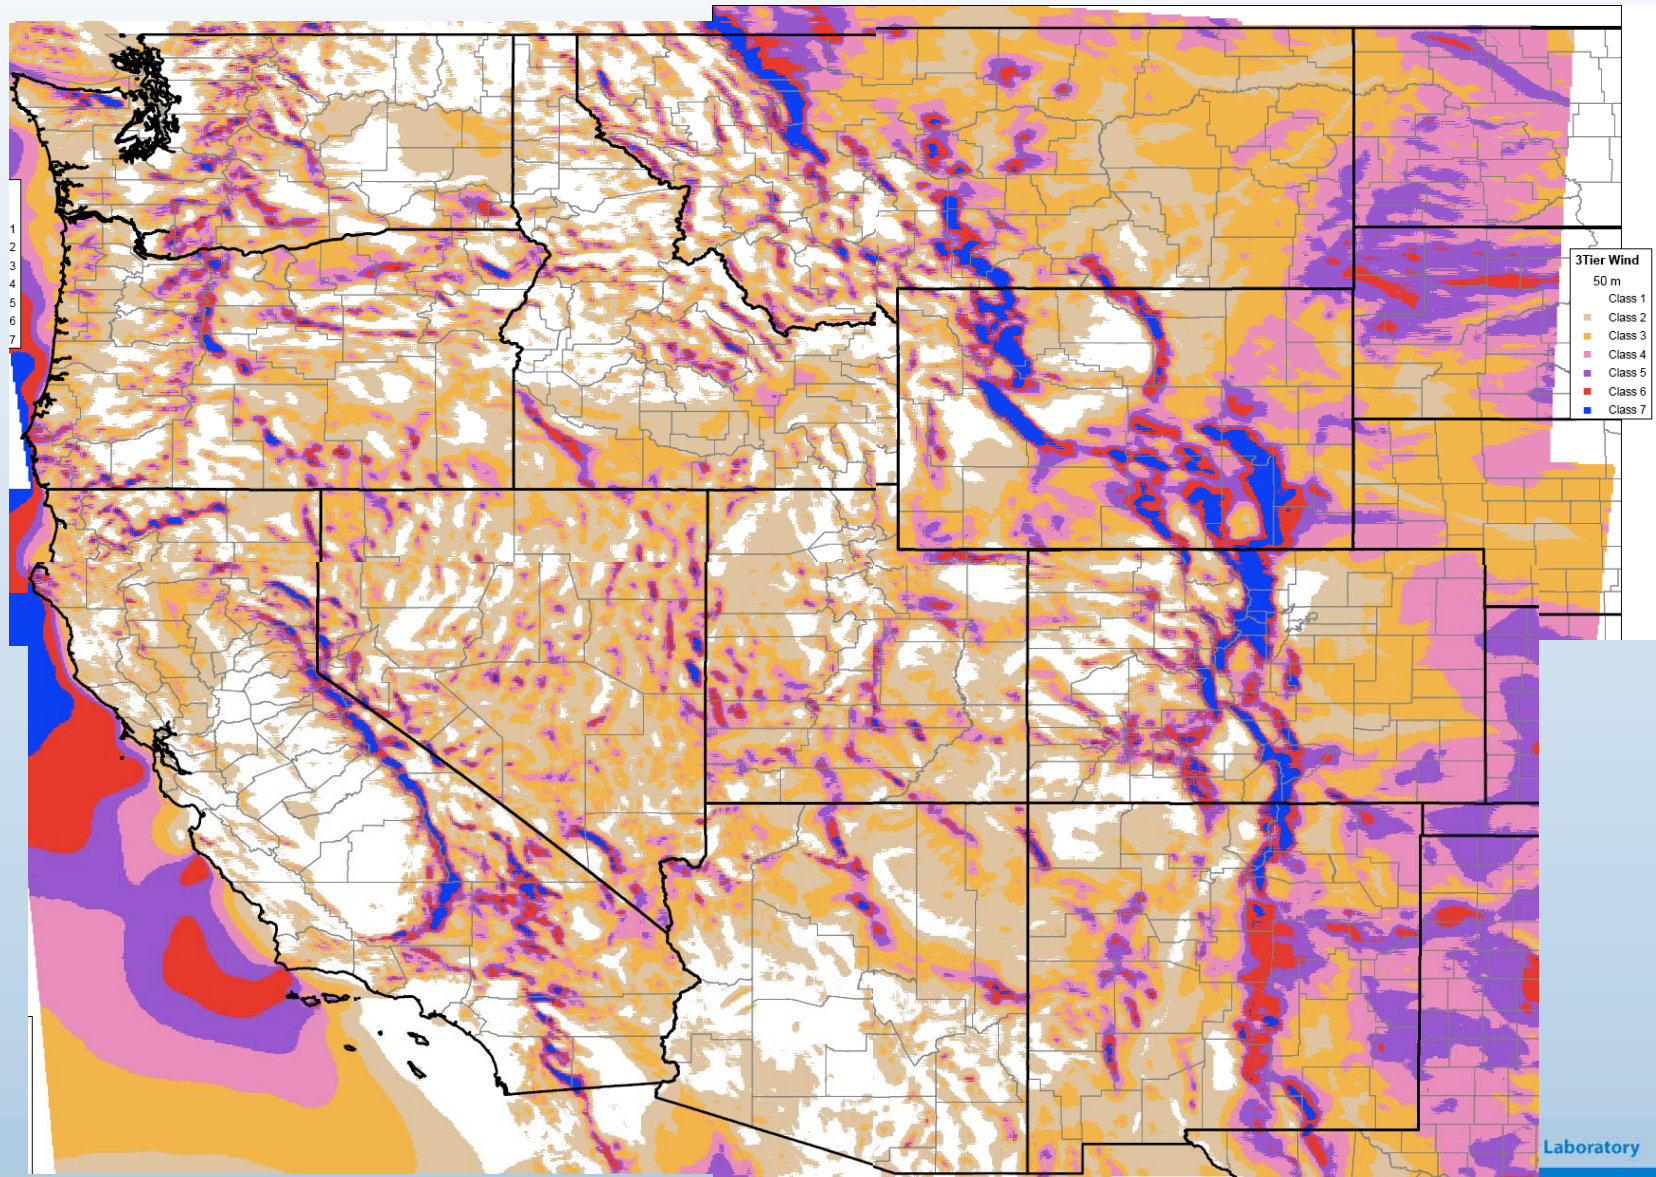 1
2
3
4
5
6
7
3Tier Wind
50 m
Class 1
Class 2
Class 3
Class 4
Class 5
Class 6
Class 7
Laboratory